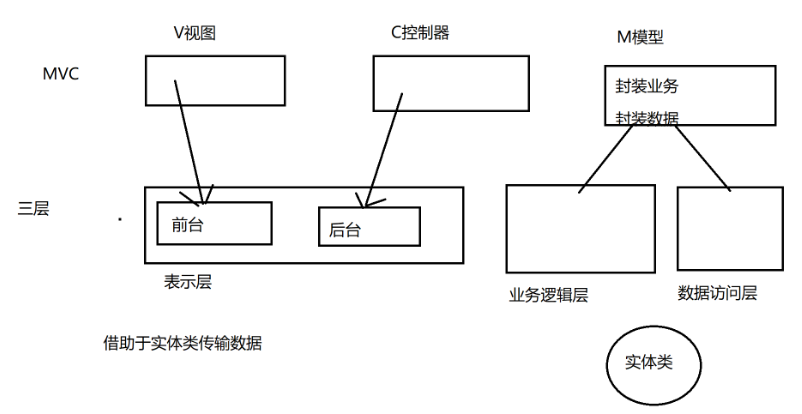 V视图
C控制器
M模型
MVC
封装业务
封装数据
三层
前台
后台
表示层
业务逻辑层
数据访问层
借助于实体类传输数据
实体类